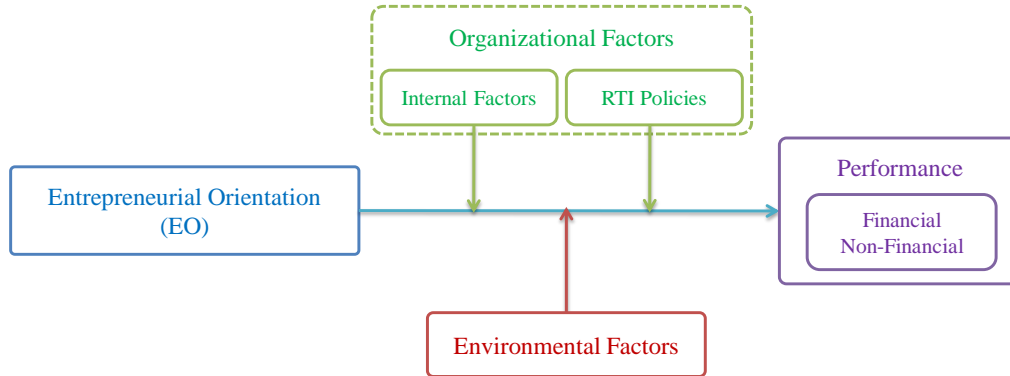 Organizational Factors
Internal Factors
RTI Policies
Performance
Entrepreneurial Orientation
(EO)
Financial
Non-Financial
Environmental Factors